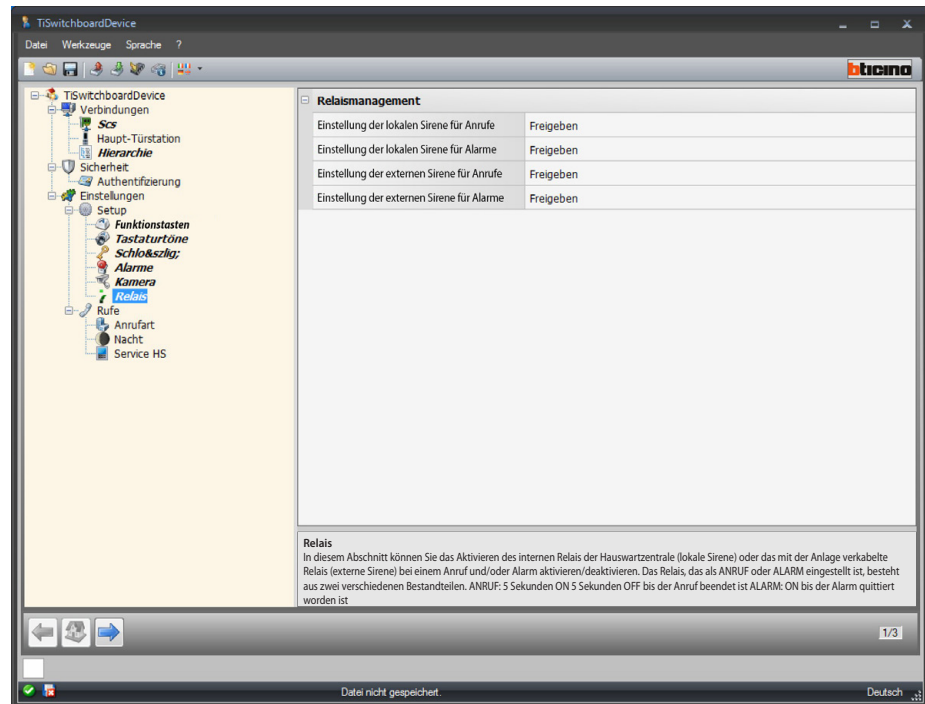 TiSwitchboardDevice
Datei Werkzeuge Sprache ?
bticino
TiSwitchboardDevice
Verbindungen
Scs
Haupt-Türstation
Hierarchie
Sicherheit
Authentifizierung
Einstellungen
Setup
Funktionstasten
Tastaturtöne
Schlo&szlig;
Alarme
Kamera
Relais
Rufe
Anrufart
Nacht
Service HS
Relaismanagement
Einstellung der lokalen Sirene für Anrufe Freigeben
Einstellung der lokalen Sirene für Alarme Freigeben
Einstellung der externen Sirene für Anrufe Freigeben
Einstellung der externen Sirene für Alarme Freigeben
Relais
In diesem Abschnitt können Sie das Aktivieren des internen Relais der Hauswartzentrale (lokale Sirene) oder das mit der Anlage verkabelte
Relais (externe Sirene) bei einem Anruf und/oder Alarm aktivieren/deaktivieren. Das Relais, das als ANRUF oder ALARM eingestellt ist, besteht
aus zwei verschiedenen Bestandteilen. ANRUF: 5 Sekunden ON 5 Sekunden OFF bis der Anruf beendet ist ALARM: ON bis der Alarm quittiert
worden ist
1/3
Datei nicht gespeichert. Deutsch